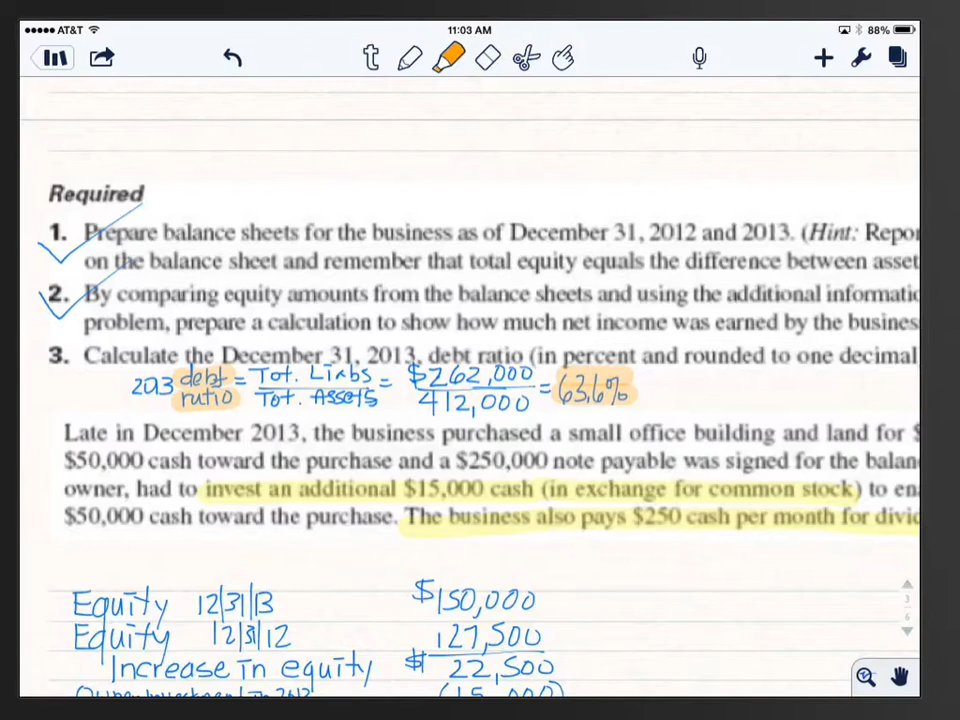 AT&T 11:03 AM 88%
t
Required
1. Prepare balance sheets for the business as of December 31, 2012 and 2013. (Hint: Repor
on the balance sheet and remember that total equity equals the difference between asset
2. By comparing equity amounts from the balance sheets and using the additional informatio
problem, prepare a calculation to show how much net income was earned by the busines
3. Calculate the December 31, 2013, debt ratio (in percent and rounded to one decimal
2013 debt ratio = Tot. Liabs / Tot. Assets = $262,000 / 412,000 = 63,6%
Late in December 2013, the business purchased a small office building and land for $
$50,000 cash toward the purchase and a $250,000 note payable was signed for the balan
owner, had to invest an additional $15,000 cash (in exchange for common stock) to en
$50,000 cash toward the purchase. The business also pays $250 cash per month for divid
3
6
Equity 12/31/13 $150,000
Equity 12/31/12 127,500
Increase in equity $ 22,500
(15,000)